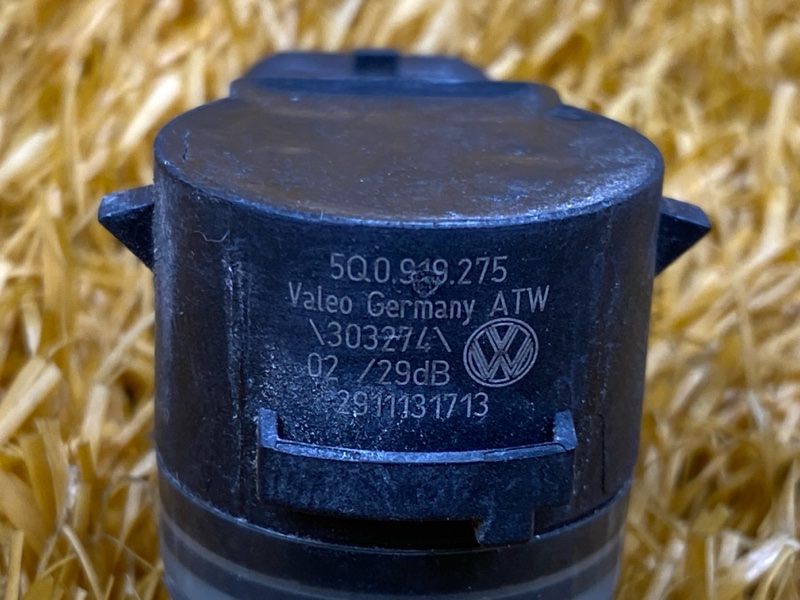 5Q0.919.275
Valeo Germany ATW
\303274\
02 /29dB
2911131713